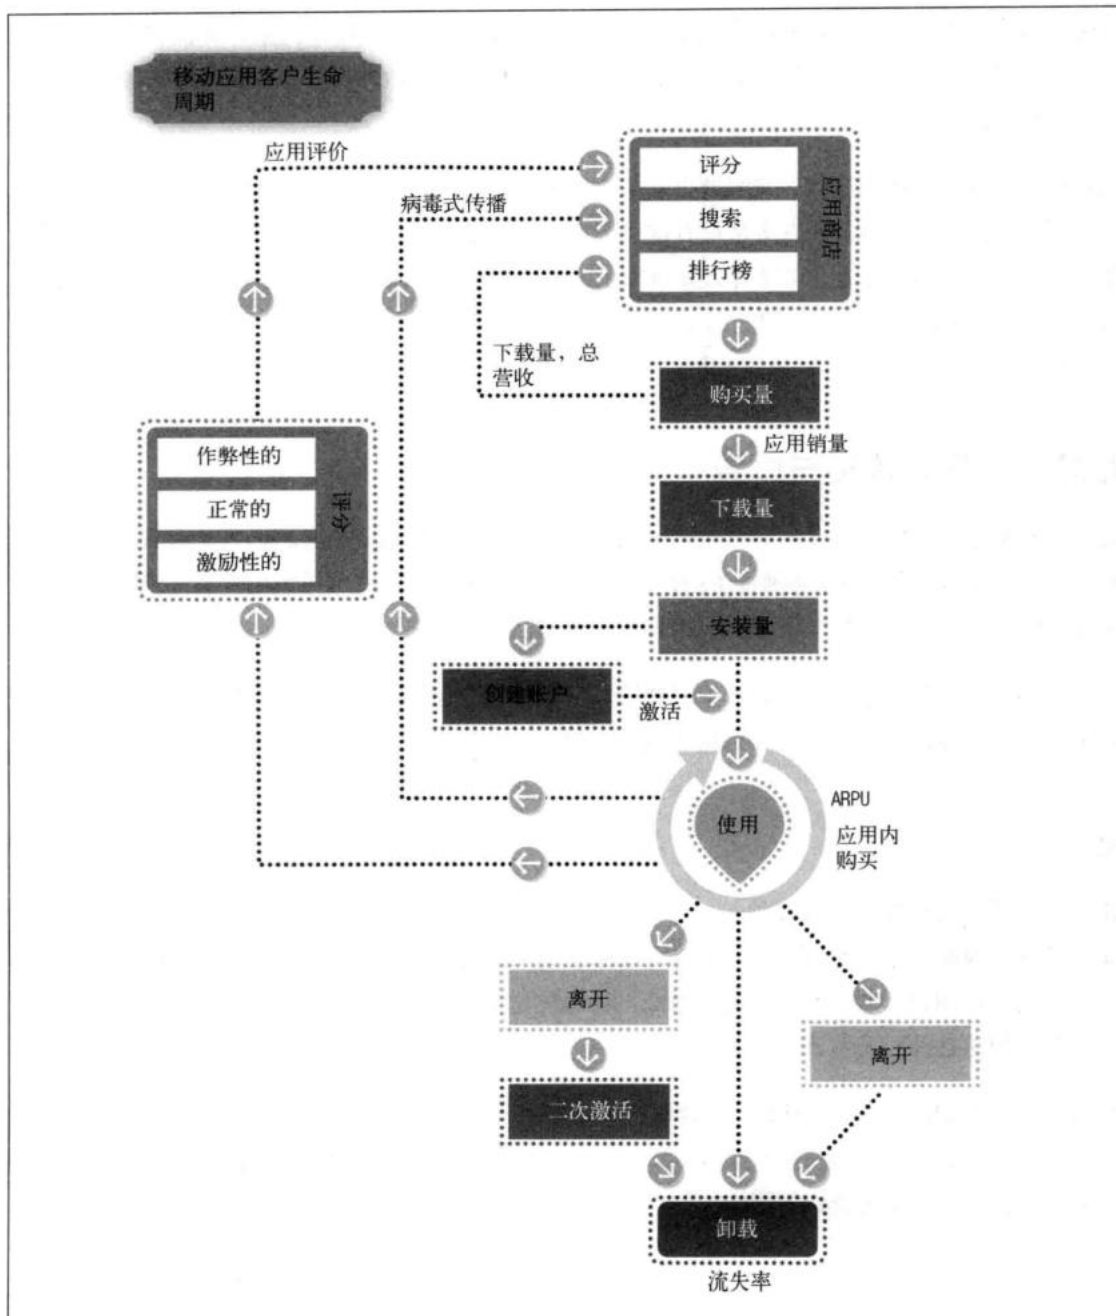 移动应用客户生命
周期
应用评价
病毒式传播
评分
搜索
排行榜
应用商店
下载量，总
营收
购买量
应用销量
下载量
作弊性的
正常的
激励性的
评分
安装量
创建账户
激活
使用
ARPU
应用内
购买
离开
离开
二次激活
卸载
流失率